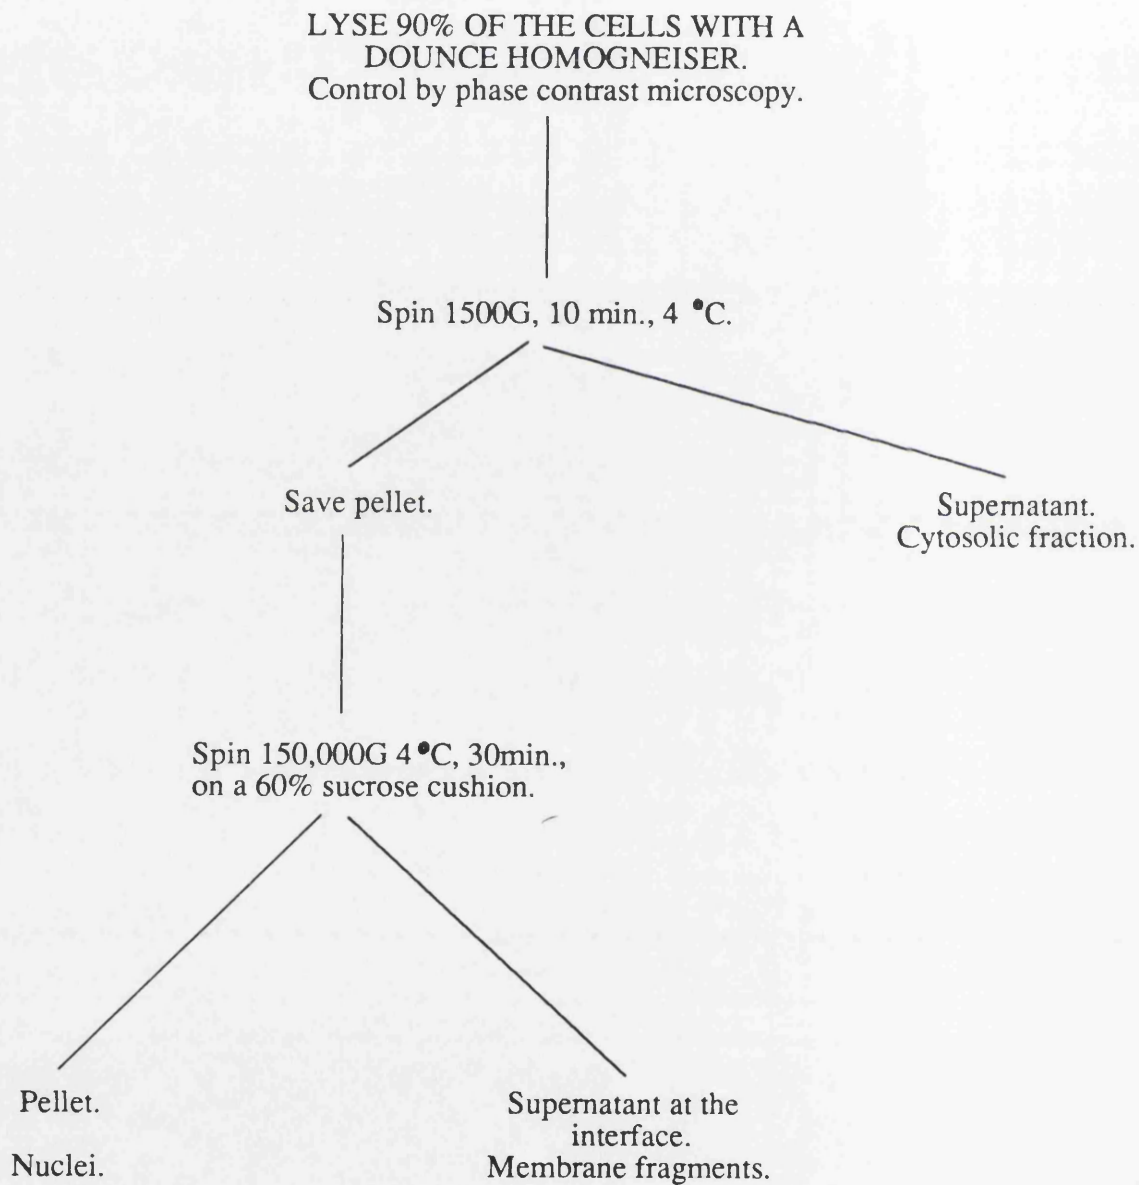 LYSE 90% OF THE CELLS WITH A
DOUNCE HOMOGNEISER.
Control by phase contrast microscopy.
Spin 1500G, 10 min., 4 °C.
Save pellet.
Supernatant.
Cytosolic fraction.
Spin 150,000G 4 °C, 30min.,
on a 60% sucrose cushion.
Pellet.
Nuclei.
Supernatant at the
interface.
Membrane fragments.